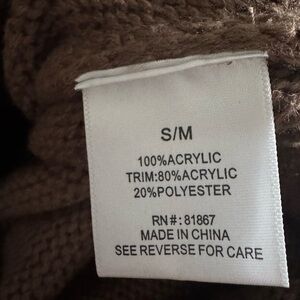 S/M
100%ACRYLIC
TRIM:80%ACRYLIC
20%POLYESTER
RN#: 81867
MADE IN CHINA
SEE REVERSE FOR CARE